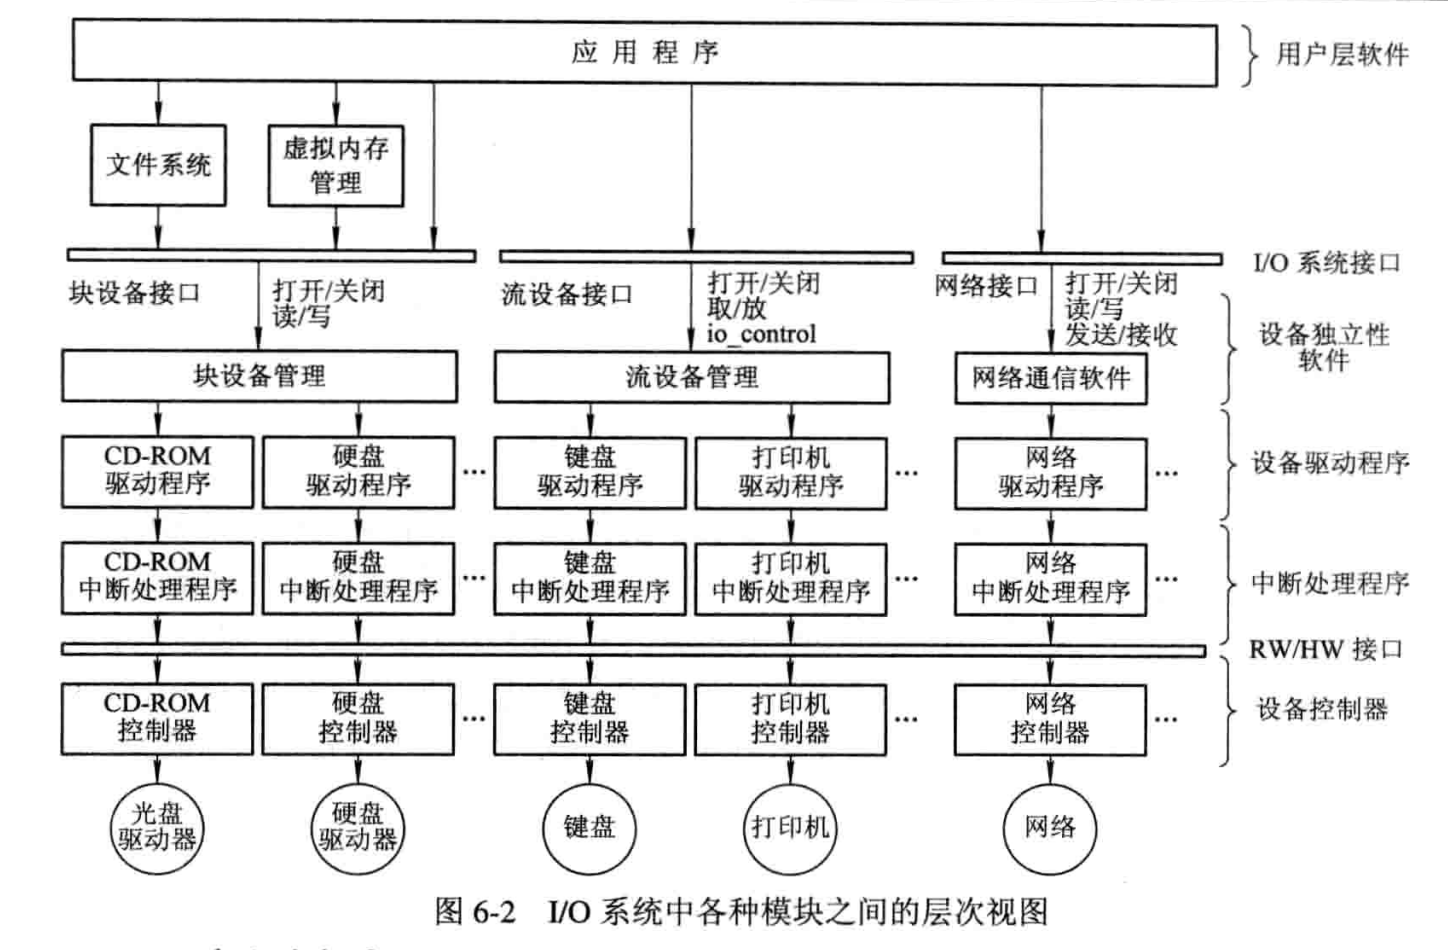 应用程序
用户层软件
文件系统
虚拟内存
管理
I/O 系统接口
块设备接口
打开/关闭
读/写
流设备接口
打开/关闭
取/放
io_control
网络接口
打开/关闭
读/写
发送/接收
设备独立性
软件
块设备管理
流设备管理
网络通信软件
CD-ROM
驱动程序
硬盘
驱动程序
...
键盘
驱动程序
打印机
驱动程序
...
网络
驱动程序
...
设备驱动程序
CD-ROM
中断处理程序
硬盘
中断处理程序
...
键盘
中断处理程序
打印机
中断处理程序
...
网络
中断处理程序
...
中断处理程序
RW/HW 接口
CD-ROM
控制器
硬盘
控制器
...
键盘
控制器
打印机
控制器
...
网络
控制器
...
设备控制器
光盘
驱动器
硬盘
驱动器
键盘
打印机
网络
图 6-2 I/O 系统中各种模块之间的层次视图